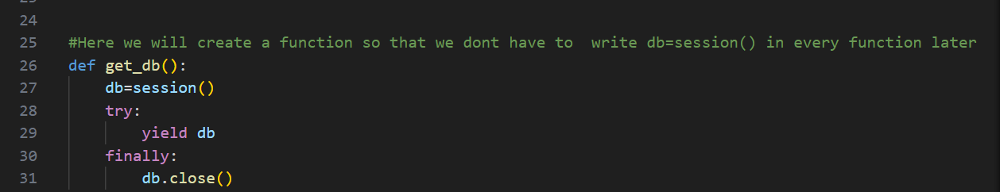 24
25 #Here we will create a function so that we dont have to  write db=session() in every function later
26 def get_db():
27     db=session()
28     try:
29         yield db
30     finally:
31         db.close()